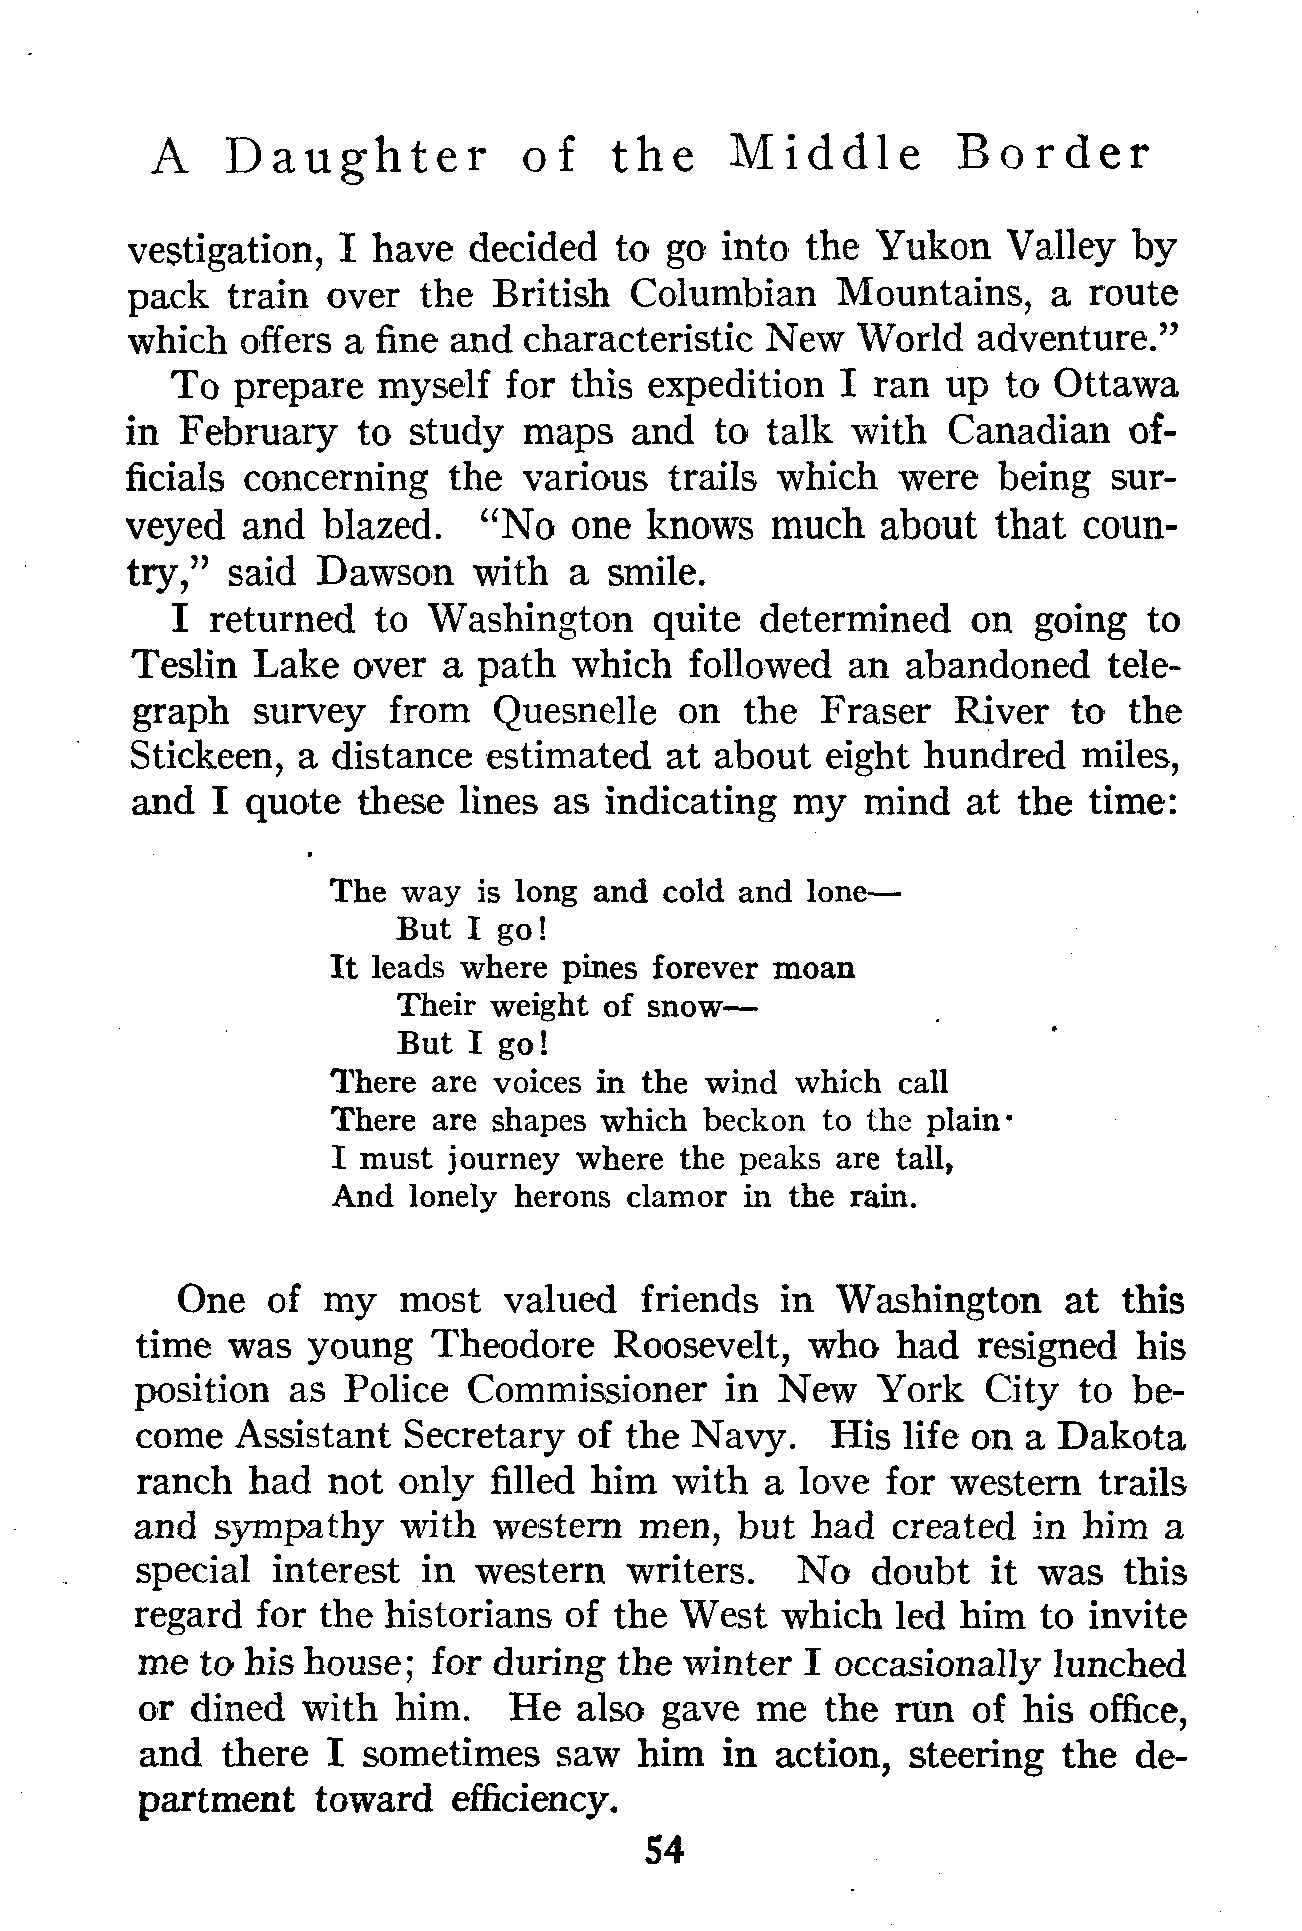 A Daughter of the Middle Border
vestigation, I have decided to go into the Yukon Valley by
pack train over the British Columbian Mountains, a route
which offers a fine and characteristic New World adventure.”
To prepare myself for this expedition I ran up to Ottawa
in February to study maps and to talk with Canadian of-
ficials concerning the various trails which were being sur-
veyed and blazed. “No one knows much about that coun-
try,” said Dawson with a smile.
I returned to Washington quite determined on going to
Teslin Lake over a path which followed an abandoned tele-
graph survey from Quesnelle on the Fraser River to the
Stickeen, a distance estimated at about eight hundred miles,
and I quote these lines as indicating my mind at the time:
The way is long and cold and lone—
But I go!
It leads where pines forever moan
Their weight of snow—
But I go!
There are voices in the wind which call
There are shapes which beckon to the plain·
I must journey where the peaks are tall,
And lonely herons clamor in the rain.
One of my most valued friends in Washington at this
time was young Theodore Roosevelt, who had resigned his
position as Police Commissioner in New York City to be-
come Assistant Secretary of the Navy. His life on a Dakota
ranch had not only filled him with a love for western trails
and sympathy with western men, but had created in him a
special interest in western writers. No doubt it was this
regard for the historians of the West which led him to invite
me to his house; for during the winter I occasionally lunched
or dined with him. He also gave me the run of his office,
and there I sometimes saw him in action, steering the de-
partment toward efficiency.
54